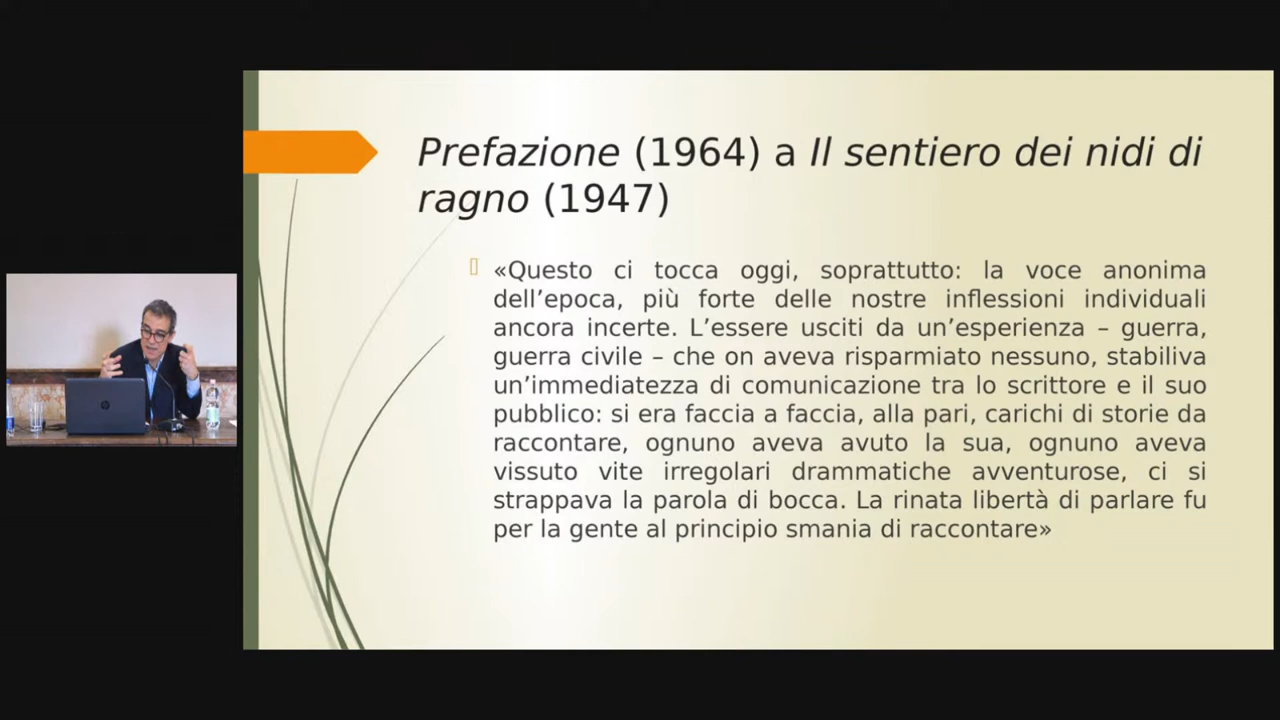 Prefazione (1964) a Il sentiero dei nidi di
ragno (1947)
«Questo ci tocca oggi, soprattutto: la voce anonima
dell’epoca, più forte delle nostre inflessioni individuali
ancora incerte. L’essere usciti da un’esperienza – guerra,
guerra civile – che on aveva risparmiato nessuno, stabiliva
un’immediatezza di comunicazione tra lo scrittore e il suo
pubblico: si era faccia a faccia, alla pari, carichi di storie da
raccontare, ognuno aveva avuto la sua, ognuno aveva
vissuto vite irregolari drammatiche avventurose, ci si
strappava la parola di bocca. La rinata libertà di parlare fu
per la gente al principio smania di raccontare»